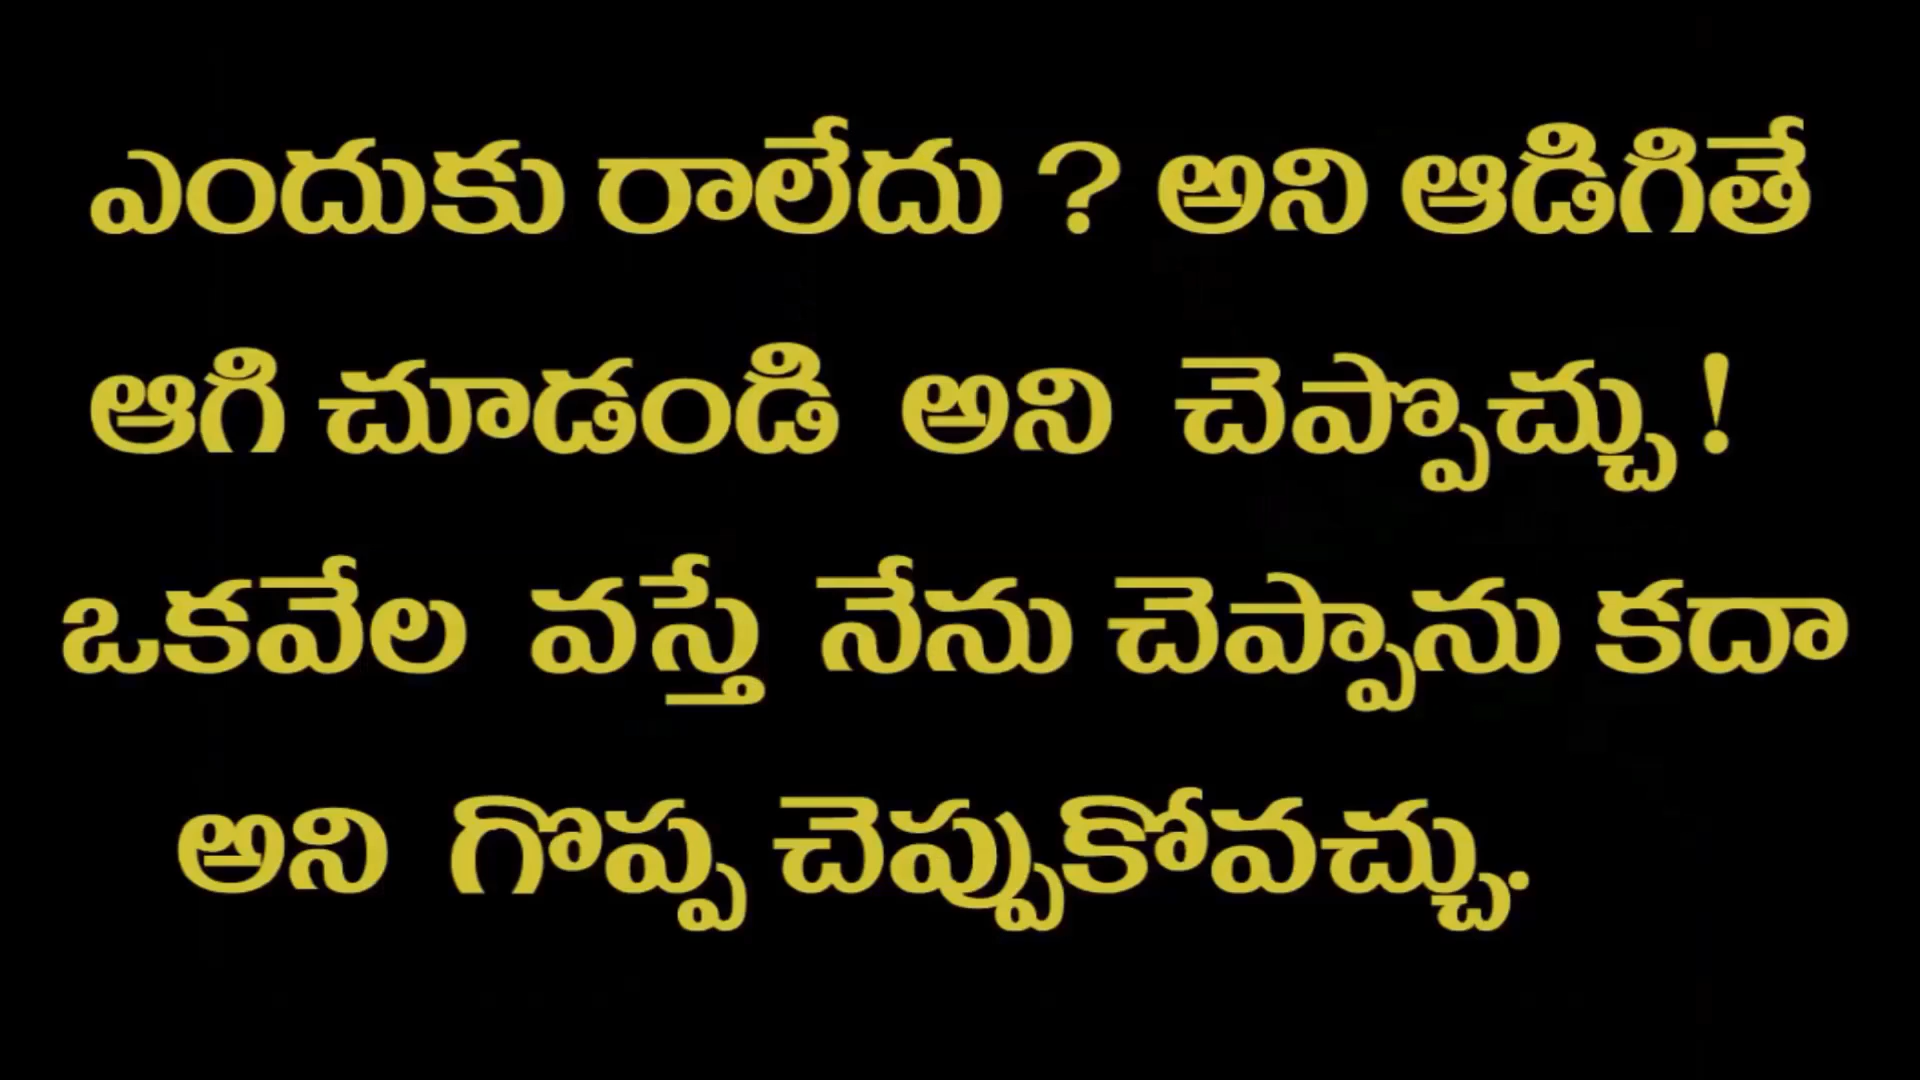 ఎందుకు రాలేదు ? అని ఆడిగితే
ఆగి చూడండి అని చెప్పొచ్చు !
ఒకవేల వస్తే నేను చెప్పాను కదా
అని గొప్ప చెప్పుకోవచ్చు.